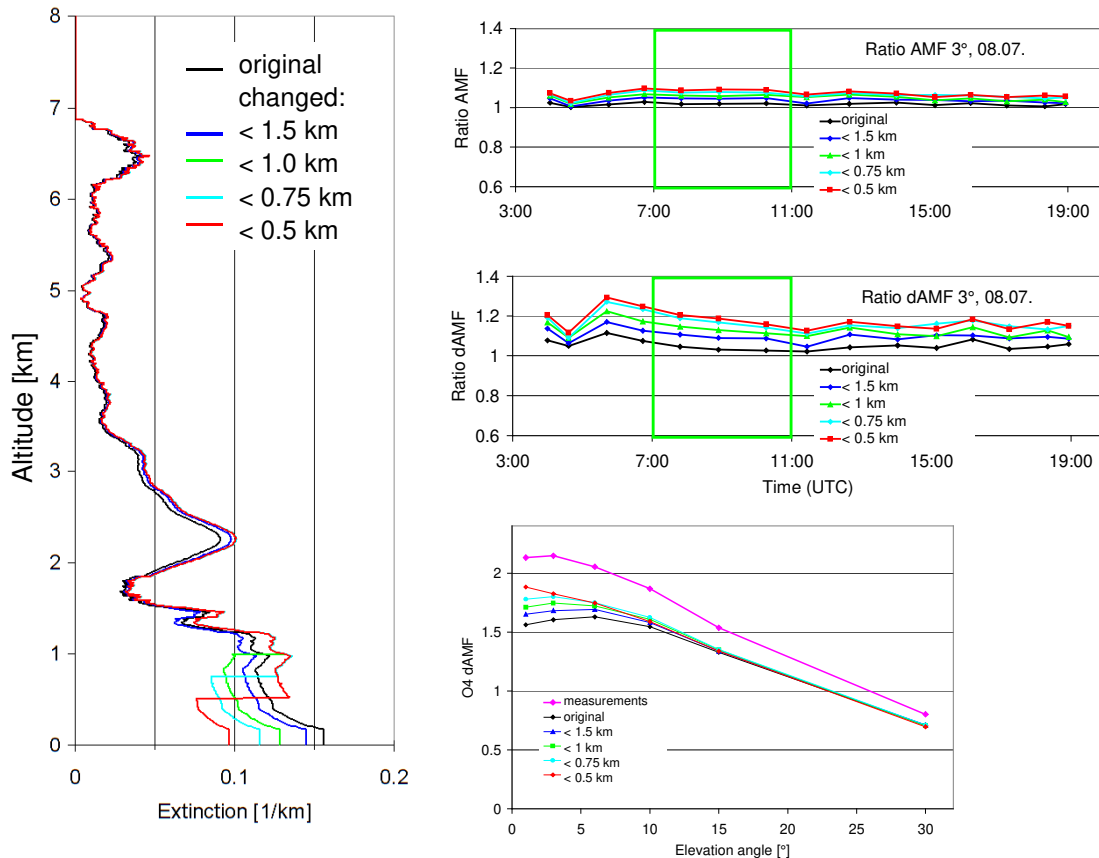 8
7
6
5
4
3
2
1
0
Altitude [km]
0
0.1
0.2
Extinction [1/km]
original
changed:
< 1.5 km
< 1.0 km
< 0.75 km
< 0.5 km
1.4
1.2
1
0.8
0.6
Ratio AMF
Ratio AMF 3°, 08.07.
original
< 1.5 km
< 1 km
< 0.75 km
< 0.5 km
3:00
7:00
11:00
15:00
19:00
1.4
1.2
1
0.8
0.6
Ratio dAMF
Ratio dAMF 3°, 08.07.
original
< 1.5 km
< 1 km
< 0.75 km
< 0.5 km
3:00
7:00
11:00
15:00
19:00
Time (UTC)
2
1.5
1
0.5
0
O4 dAMF
measurements
original
< 1.5 km
< 1 km
< 0.75 km
< 0.5 km
0
5
10
15
20
25
30
Elevation angle [°]